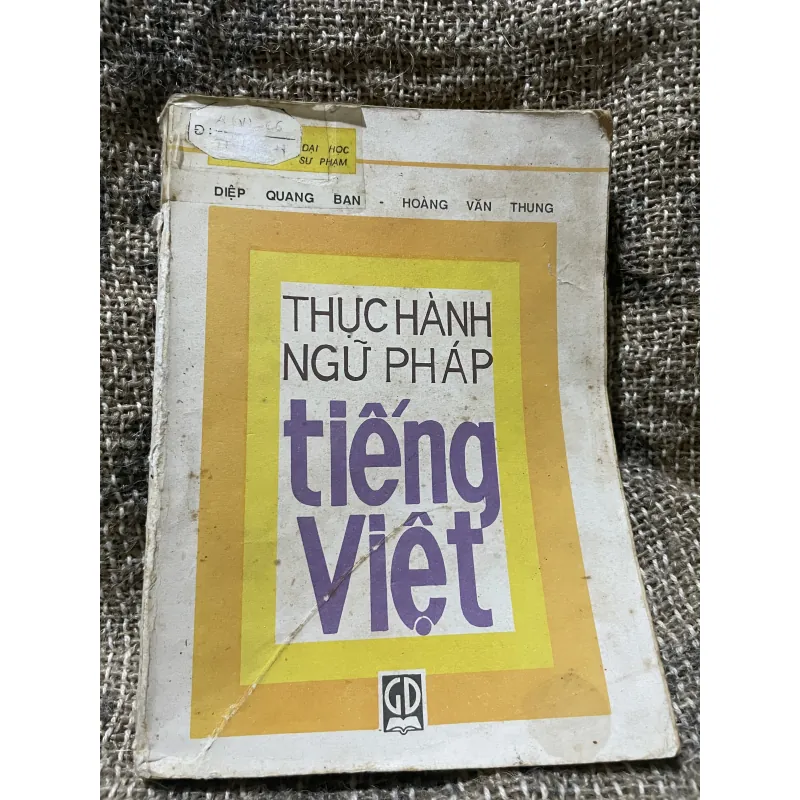 Đ:
ĐẠI HỌC
SƯ PHẠM
DIỆP QUANG BAN - HOÀNG VĂN THUNG
THỰC HÀNH
NGỮ PHÁP
tiếng
Việt
GD